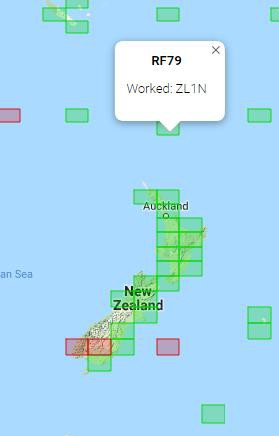 ×
RF79
Worked: ZL1N
Auckland
an Sea
New
Zealand